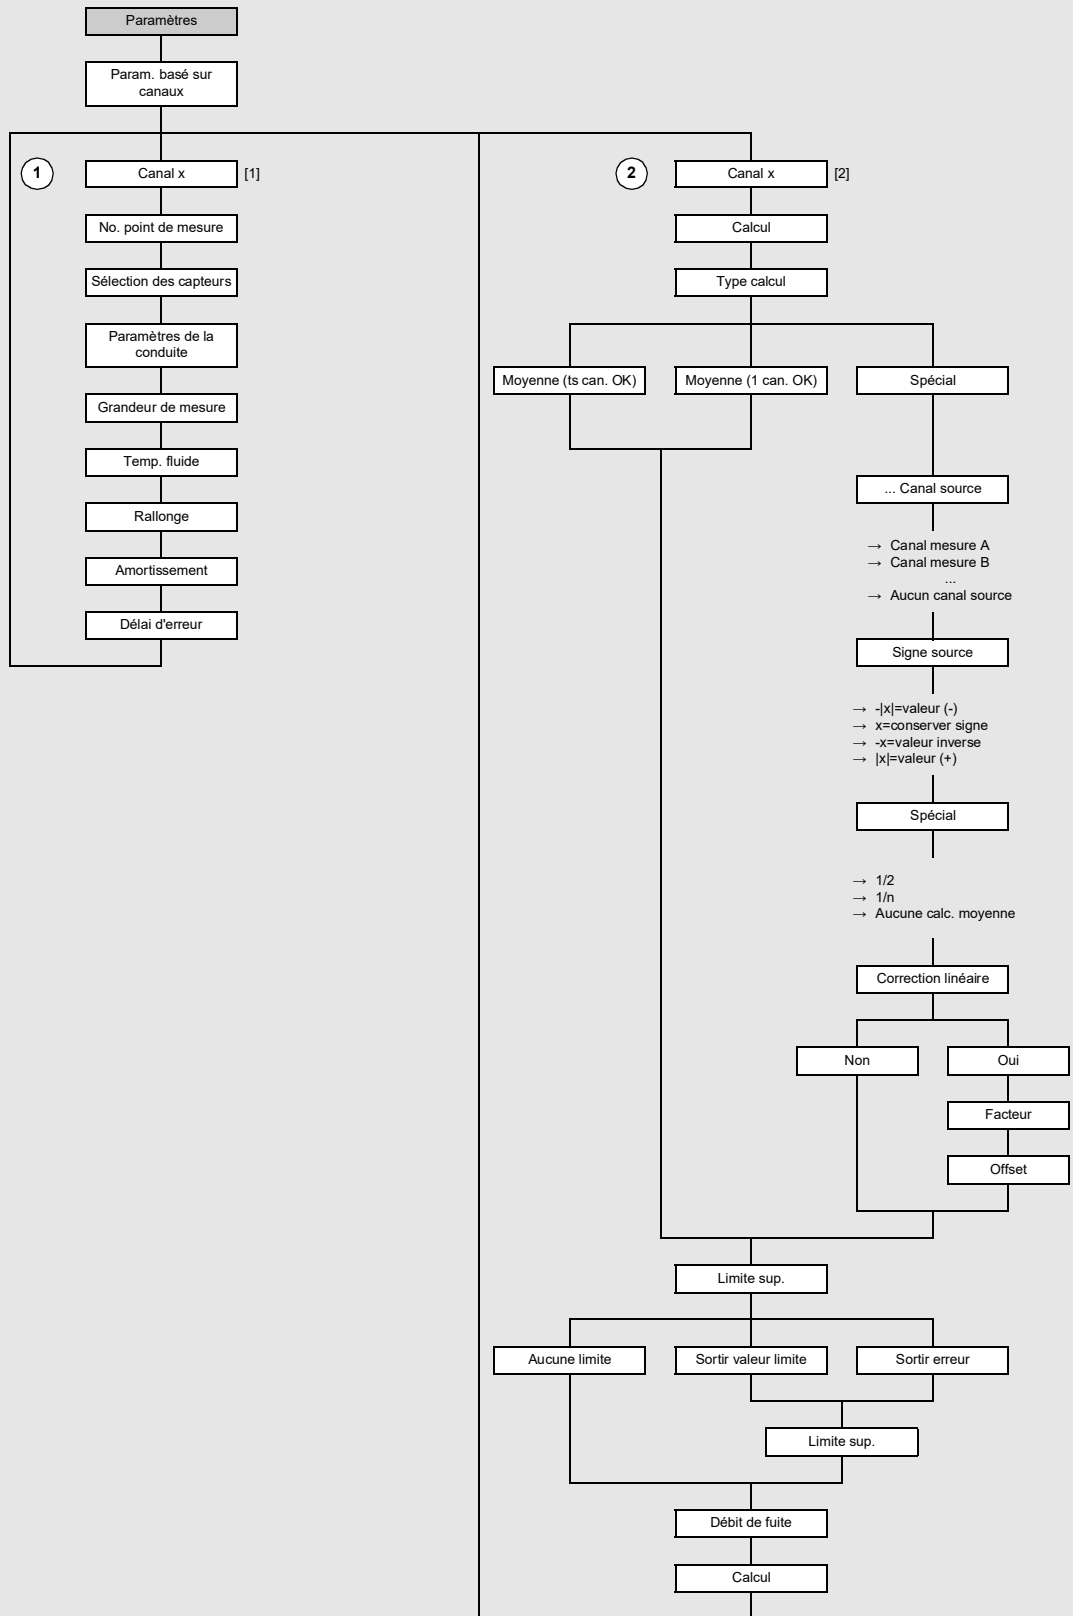 Paramètres
Param. basé sur
canaux
1
Canal x
[1]
No. point de mesure
Sélection des capteurs
Paramètres de la
conduite
Grandeur de mesure
Temp. fluide
Rallonge
Amortissement
Délai d'erreur
2
Canal x
[2]
Calcul
Type calcul
Moyenne (ts can. OK)
Moyenne (1 can. OK)
Spécial
... Canal source
→ Canal mesure A
→ Canal mesure B
...
→ Aucun canal source
Signe source
→ -|x|=valeur (-)
→ x=conserver signe
→ -x=valeur inverse
→ |x|=valeur (+)
Spécial
→ 1/2
→ 1/n
→ Aucune calc. moyenne
Correction linéaire
Non
Oui
Facteur
Offset
Limite sup.
Aucune limite
Sortir valeur limite
Sortir erreur
Limite sup.
Débit de fuite
Calcul